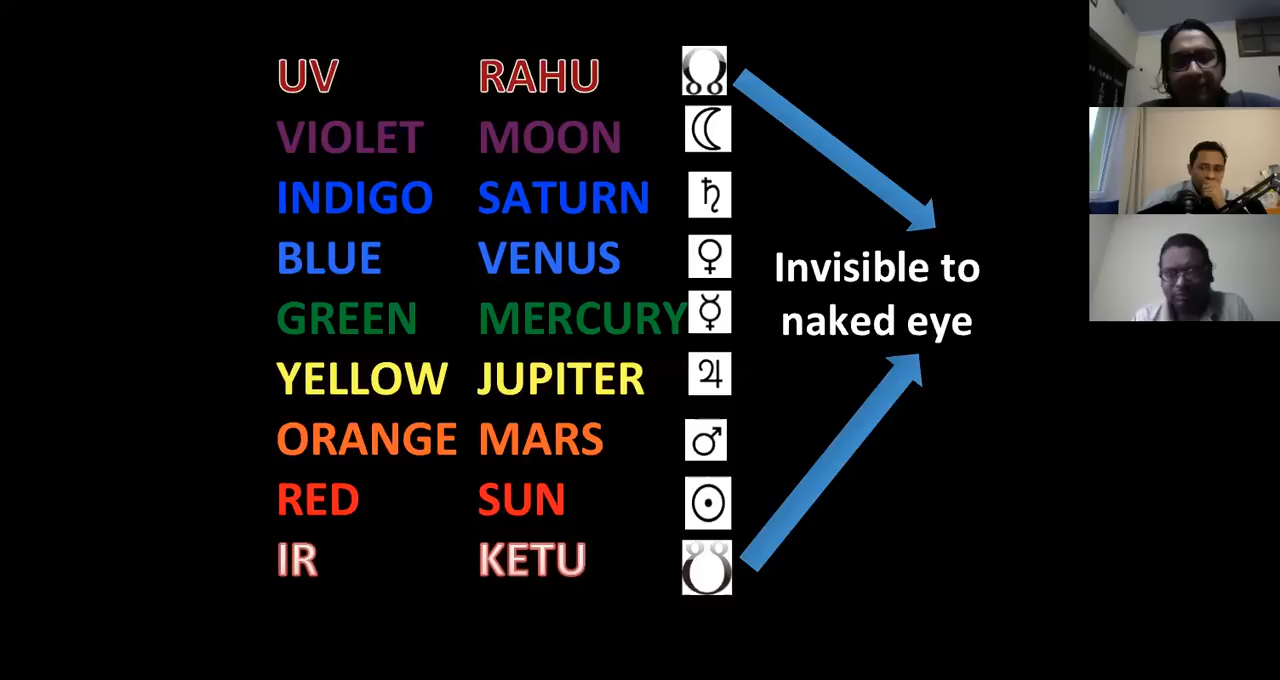 UV RAHU
VIOLET MOON
INDIGO SATURN
BLUE VENUS
GREEN MERCURY
YELLOW JUPITER
ORANGE MARS
RED SUN
IR KETU
Invisible to
naked eye